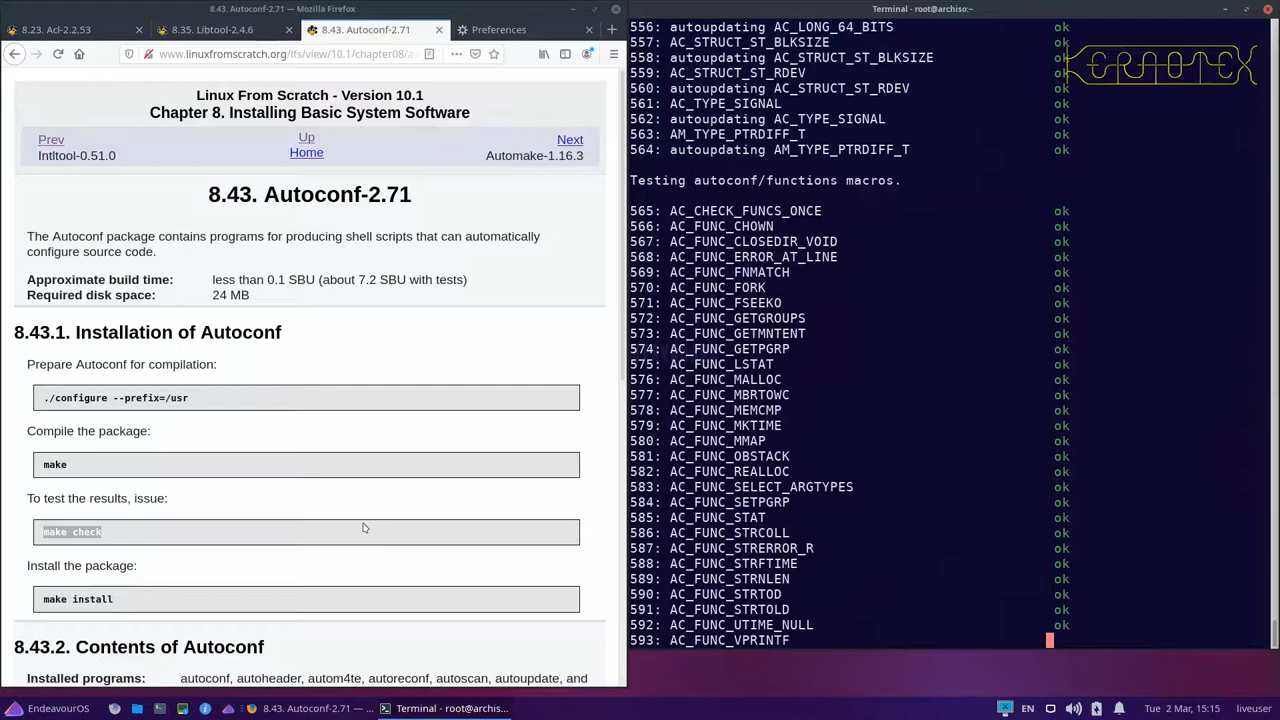 8.43. Autoconf-2.71 — Mozilla Firefox
8.23. Acl-2.2.53
8.35. Libtool-2.4.6
8.43. Autoconf-2.71
Preferences
www.linuxfromscratch.org/lfs/view/10.1/chapter08/
Linux From Scratch - Version 10.1
Chapter 8. Installing Basic System Software
Prev
Up
Next
Intltool-0.51.0
Home
Automake-1.16.3
8.43. Autoconf-2.71
The Autoconf package contains programs for producing shell scripts that can automatically
configure source code.
Approximate build time: less than 0.1 SBU (about 7.2 SBU with tests)
Required disk space: 24 MB
8.43.1. Installation of Autoconf
Prepare Autoconf for compilation:
./configure --prefix=/usr
Compile the package:
make
To test the results, issue:
make check
Install the package:
make install
8.43.2. Contents of Autoconf
Installed programs: autoconf, autoheader, autom4te, autoreconf, autoscan, autoupdate, and
Terminal - root@archiso:~
556: autoupdating AC_LONG_64_BITS ok
557: AC_STRUCT_ST_BLKSIZE ok
558: autoupdating AC_STRUCT_ST_BLKSIZE ok
559: AC_STRUCT_ST_RDEV ok
560: autoupdating AC_STRUCT_ST_RDEV ok
561: AC_TYPE_SIGNAL ok
562: autoupdating AC_TYPE_SIGNAL ok
563: AM_TYPE_PTRDIFF_T ok
564: autoupdating AM_TYPE_PTRDIFF_T ok
Testing autoconf/functions macros.
565: AC_CHECK_FUNCS_ONCE ok
566: AC_FUNC_CHOWN ok
567: AC_FUNC_CLOSEDIR_VOID ok
568: AC_FUNC_ERROR_AT_LINE ok
569: AC_FUNC_FNMATCH ok
570: AC_FUNC_FORK ok
571: AC_FUNC_FSEEKO ok
572: AC_FUNC_GETGROUPS ok
573: AC_FUNC_GETMNTENT ok
574: AC_FUNC_GETPGRP ok
575: AC_FUNC_LSTAT ok
576: AC_FUNC_MALLOC ok
577: AC_FUNC_MBRTOWC ok
578: AC_FUNC_MEMCMP ok
579: AC_FUNC_MKTIME ok
580: AC_FUNC_MMAP ok
581: AC_FUNC_OBSTACK ok
582: AC_FUNC_REALLOC ok
583: AC_FUNC_SELECT_ARGTYPES ok
584: AC_FUNC_SETPGRP ok
585: AC_FUNC_STAT ok
586: AC_FUNC_STRCOLL ok
587: AC_FUNC_STRERROR_R ok
588: AC_FUNC_STRFTIME ok
589: AC_FUNC_STRNLEN ok
590: AC_FUNC_STRTOD ok
591: AC_FUNC_STRTOLD ok
592: AC_FUNC_UTIME_NULL ok
593: AC_FUNC_VPRINTF
EndeavourOS
8.43. Autoconf-2.71 — ...
Terminal - root@archis...
EN
Tue 2 Mar, 15:15
liveuser